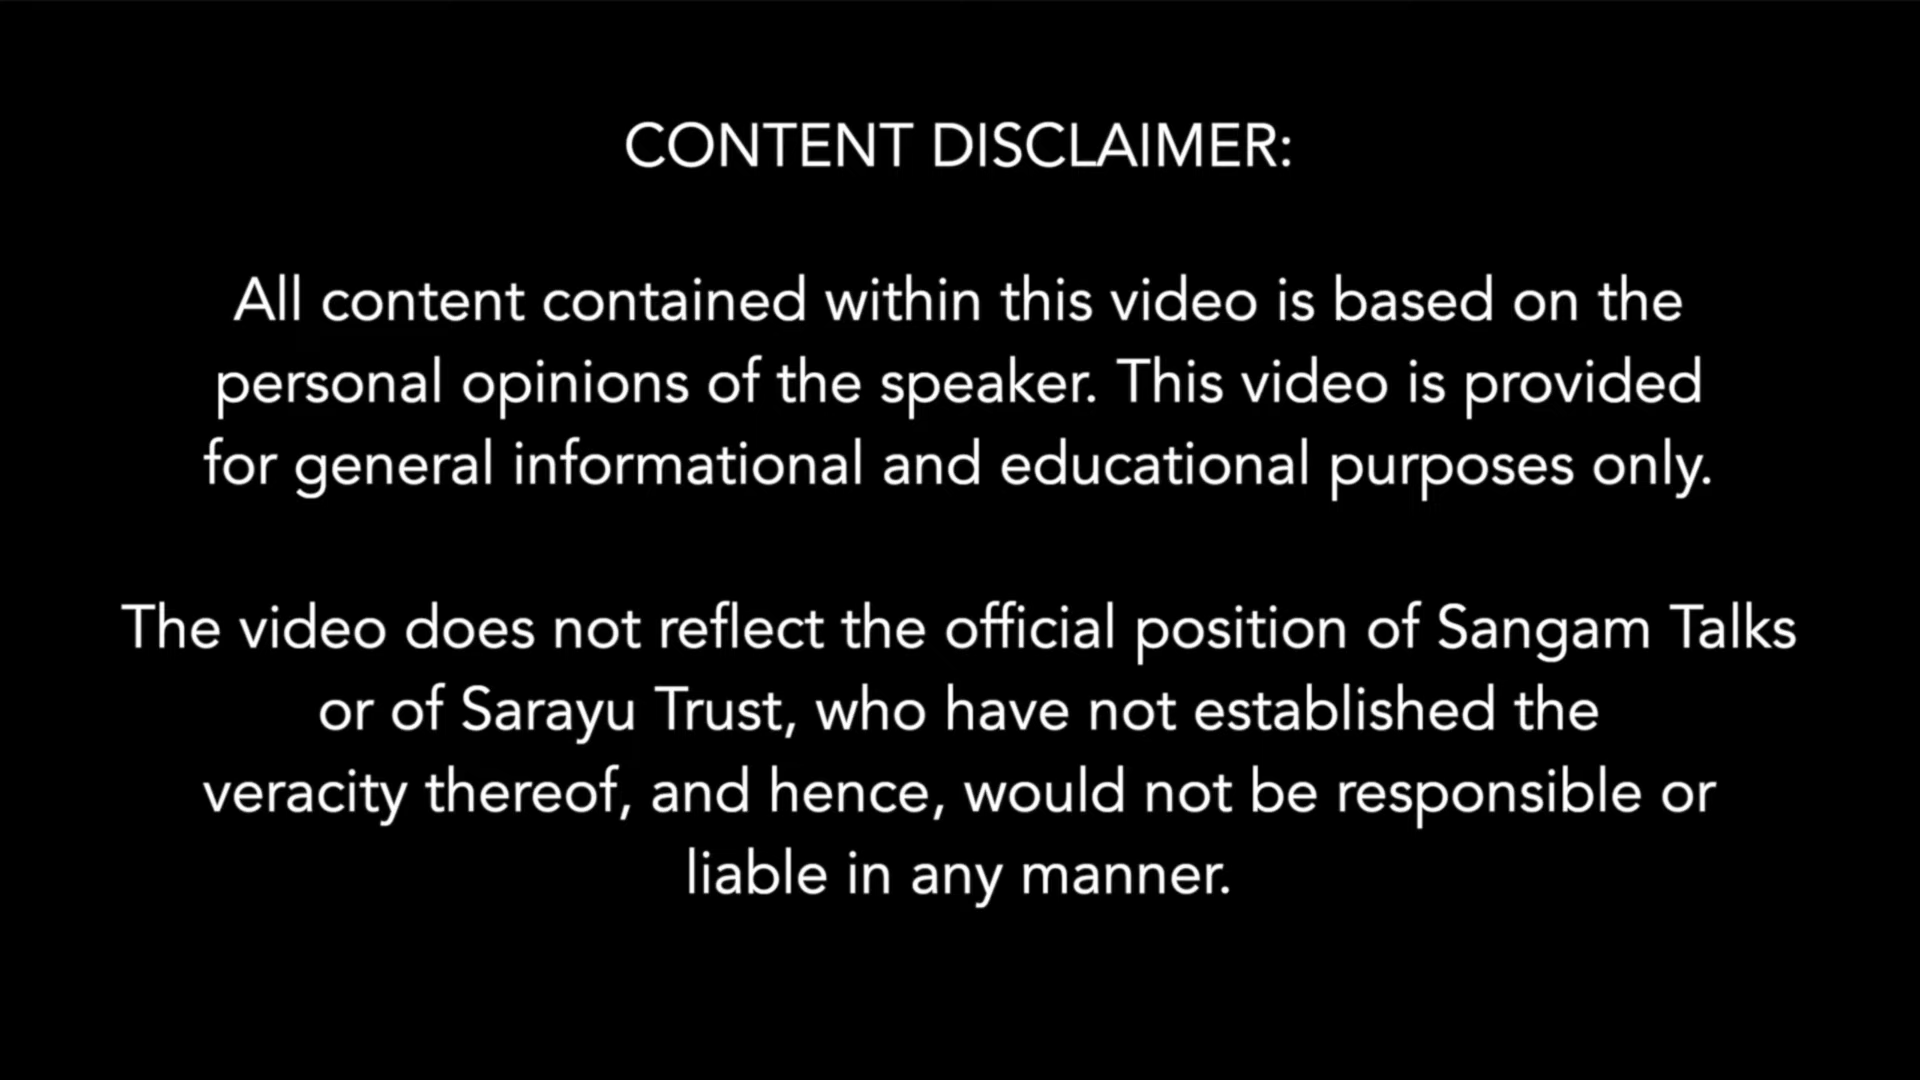 CONTENT DISCLAIMER:
All content contained within this video is based on the
personal opinions of the speaker. This video is provided
for general informational and educational purposes only.
The video does not reflect the official position of Sangam Talks
or of Sarayu Trust, who have not established the
veracity thereof, and hence, would not be responsible or
liable in any manner.